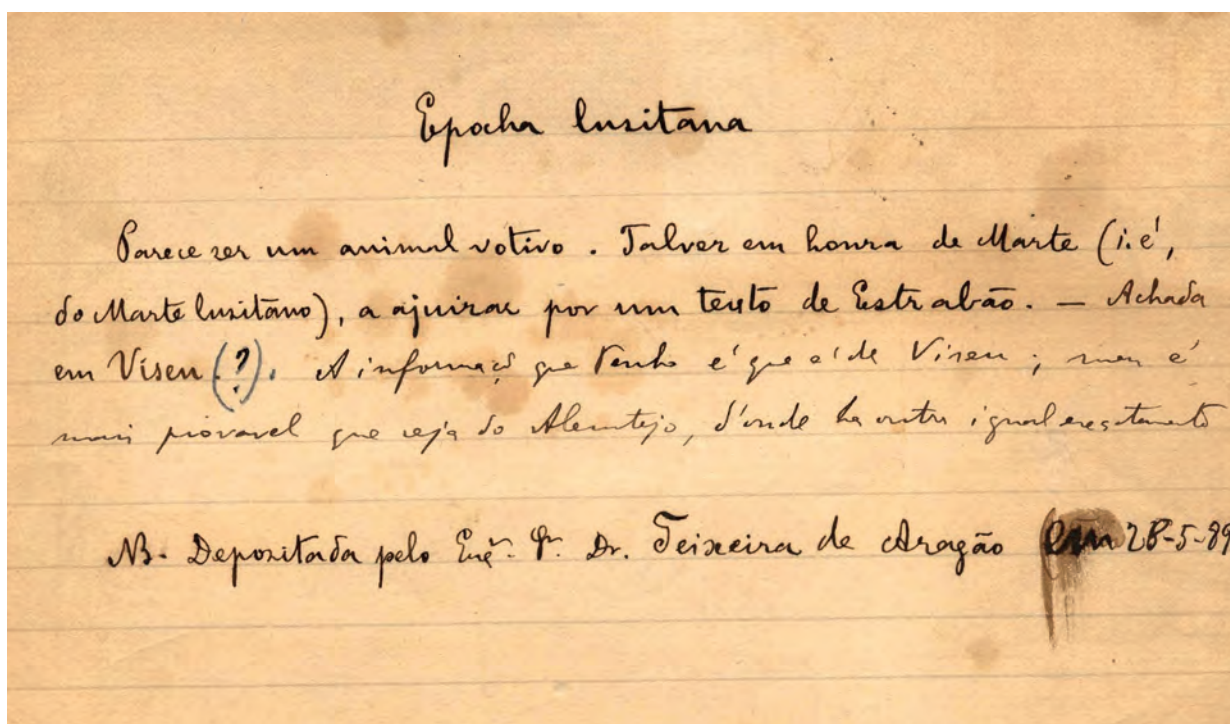 Epocha lusitana
Parece ser um animal votivo. Talvez em honra de Marte (i. é,
do Marte lusitano), a ajuizar por um texto de Estrabão. — Achada
em Viseu (?). A informaçõ que tenho é que é de Viseu; mas é
mais provavel que seja do Alemtejo, d'onde ha outra igual exactamente
NB. Depositada pelo Exº. Sr. Dr. Teixeira de Aragão em 28-5-89